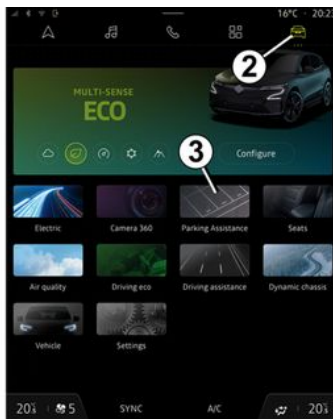 16°C 20:2
2
MULTI-SENSE
ECO
3
Configure
Electric
Camera 360
Parking Assistance
Seats
Air quality
Driving eco
Driving assistance
Dynamic chassis
Vehicle
Settings
5 SYNC A/C